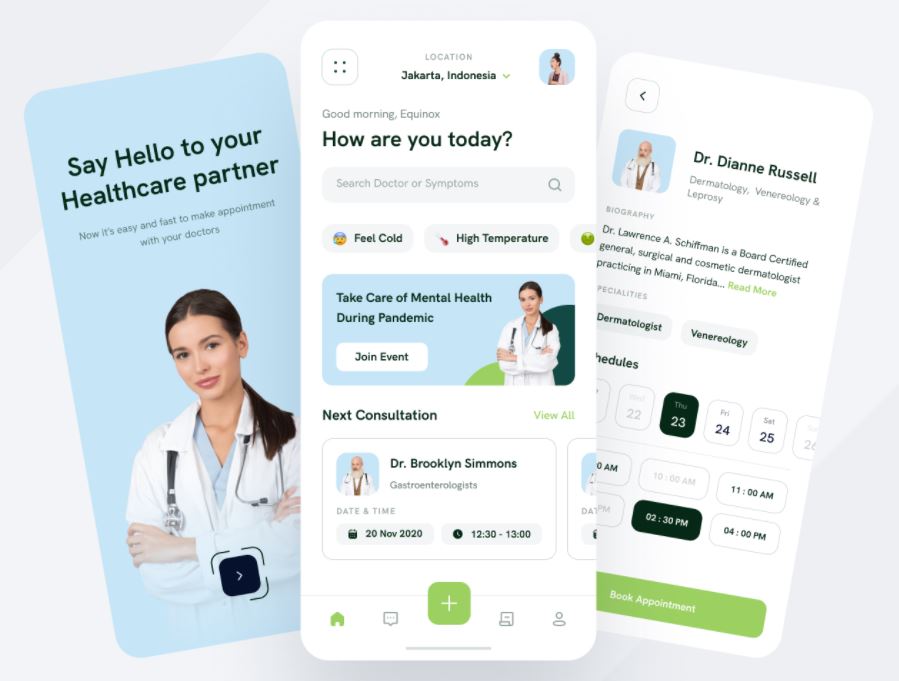 Say Hello to your
Healthcare partner
Now it's easy and fast to make appointment
with your doctors
LOCATION
Jakarta, Indonesia
Good morning, Equinox
How are you today?
Search Doctor or Symptoms
Feel Cold
High Temperature
Take Care of Mental Health
During Pandemic
Join Event
Next Consultation
View All
Dr. Brooklyn Simmons
Gastroenterologists
DATE & TIME
20 Nov 2020
12:30 - 13:00
DAT
Dr. Dianne Russell
Dermatology, Venereology &
Leprosy
BIOGRAPHY
Dr. Lawrence A. Schiffman is a Board Certified
general, surgical and cosmetic dermatologist
practicing in Miami, Florida... Read More
PECIALITIES
Dermatologist
Venereology
hedules
Wed
22
Thu
23
Fri
24
Sat
25
Su
26
0 AM
10 : 00 AM
11 : 00 AM
PM
02 : 30 PM
04 : 00 PM
Book Appointment